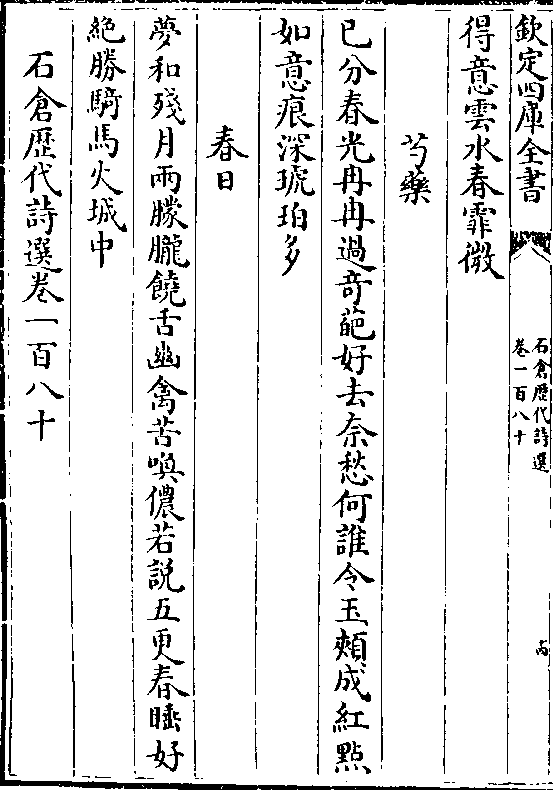 欽定四庫全書
石倉歴代詩選
卷一百八十
得意雲水春霏微
芍藥
已分春光冉冉過奇葩好去奈愁何誰令玉頰成紅點
如意痕深琥珀多
春日
夢和殘月兩朦朧饒舌幽禽苦喚儂若說五更春睡好
絶勝騎馬火城中
石倉歴代詩選卷一百八十